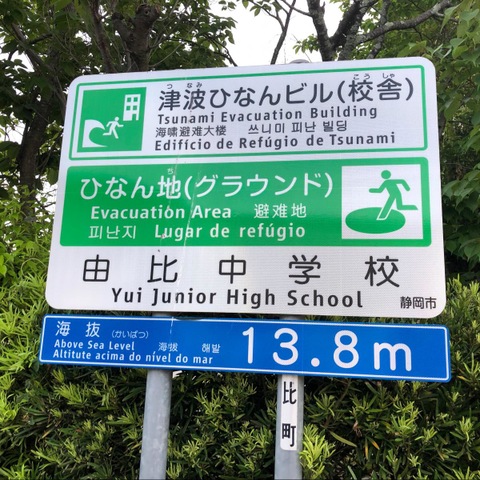 つなみ こうしゃ
津波ひなんビル(校舎)
Tsunami Evacuation Building
海啸避难大楼 쓰니미 피난 빌딩
Edifício de Refúgio de Tsunami
ち
ひなん地(グラウンド)
Evacuation Area 避难地
피난지 Lugar de refúgio
由比中学校
Yui Junior High School 静岡市
海抜 (かいばつ) 13.8m
Above Sea Level 海拔 해발
Altitute acima do nível do mar
比町